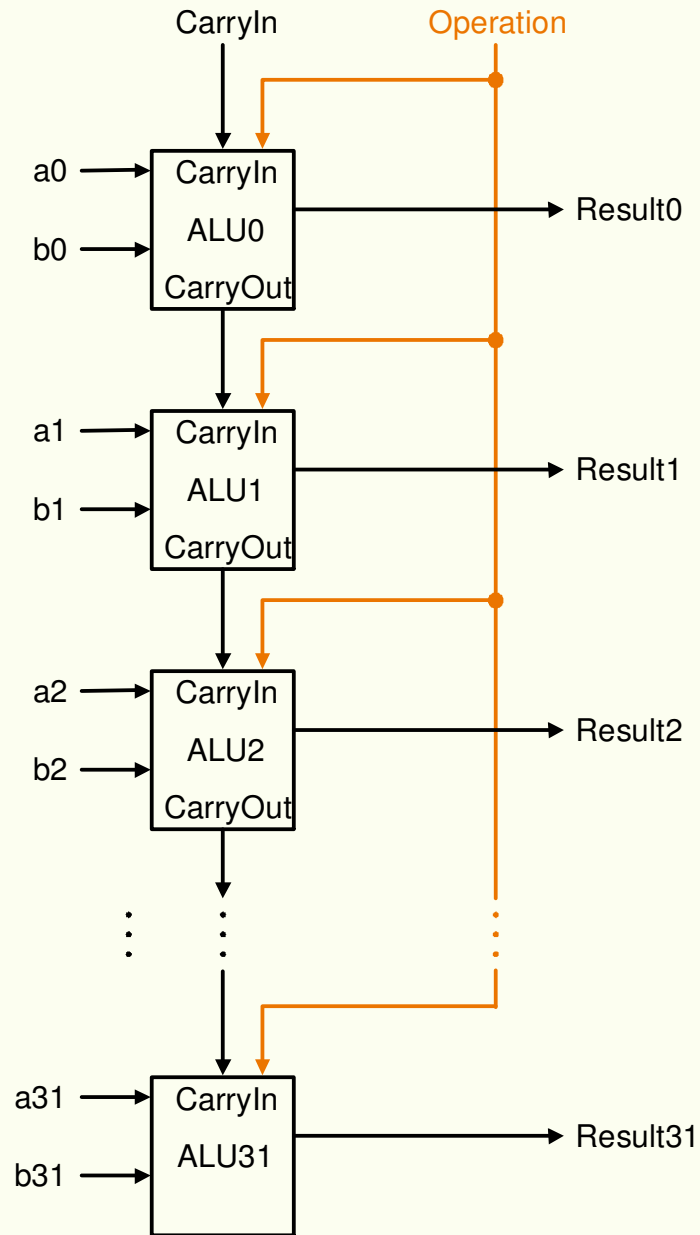 CarryIn Operation
a0 CarryIn
Result0
ALU0
b0
CarryOut
a1 CarryIn
Result1
ALU1
b1
CarryOut
a2 CarryIn
Result2
ALU2
b2
CarryOut
a31 CarryIn
Result31
ALU31
b31